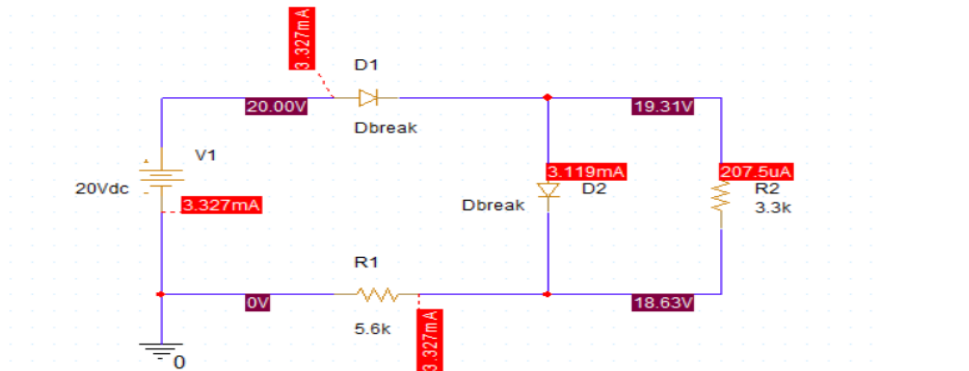 3.327mA
D1
20.00V
19.31V
Dbreak
V1
20Vdc
3.327mA
3.119mA
D2
207.5uA
R2
3.3k
Dbreak
R1
0V
18.63V
5.6k
3.327mA
0